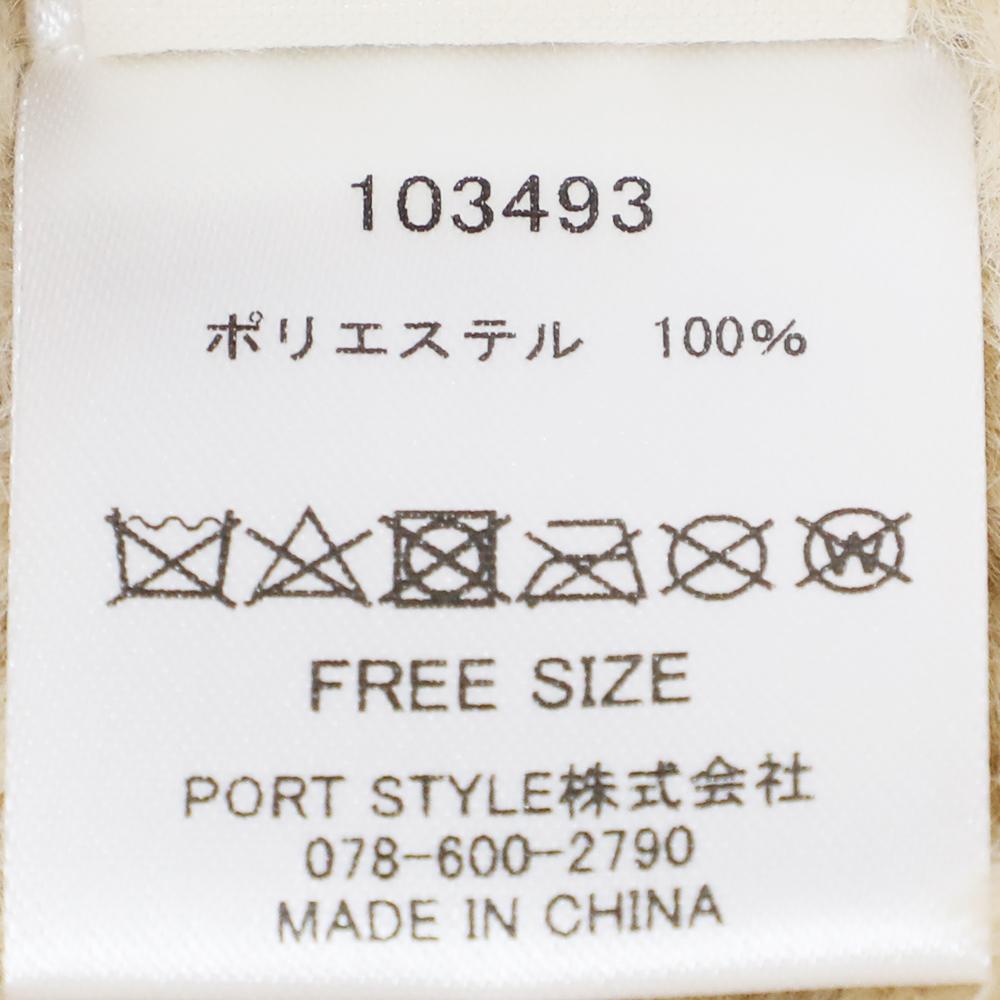 103493
ポリエステル 100%
W
FREE SIZE
PORT STYLE株式会社
078-600-2790
MADE IN CHINA